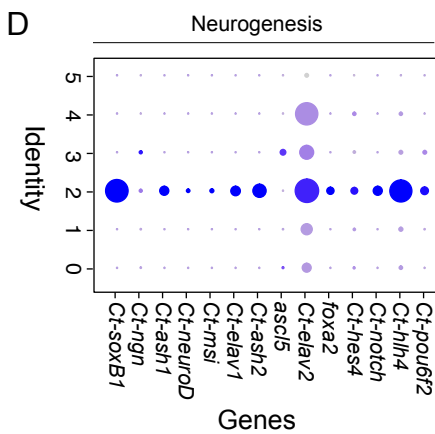 D
Neurogenesis
Identity
5
4
3
2
1
0
Ct-soxB1
Ct-ngn
Ct-ash1
Ct-neuroD
Ct-msi
Ct-elav1
Ct-ash2
ascl5
Ct-elav2
foxa2
Ct-hes4
Ct-notch
Ct-hlh4
Ct-pou6f2
Genes